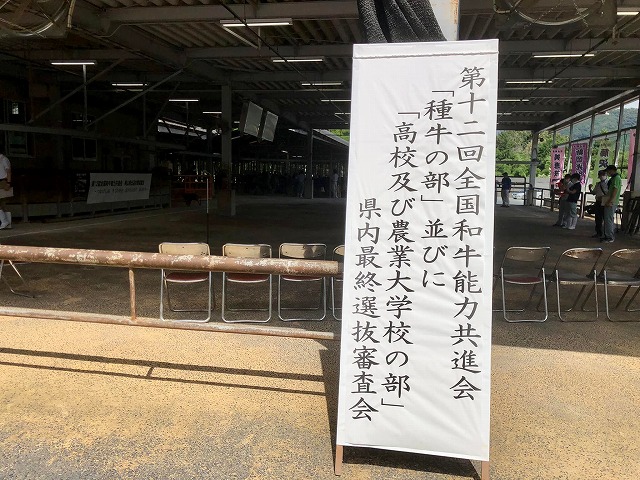 第十二回全国和牛能力共進会
「種牛の部」並びに
「高校及び農業大学校の部」
県内最終選抜審査会